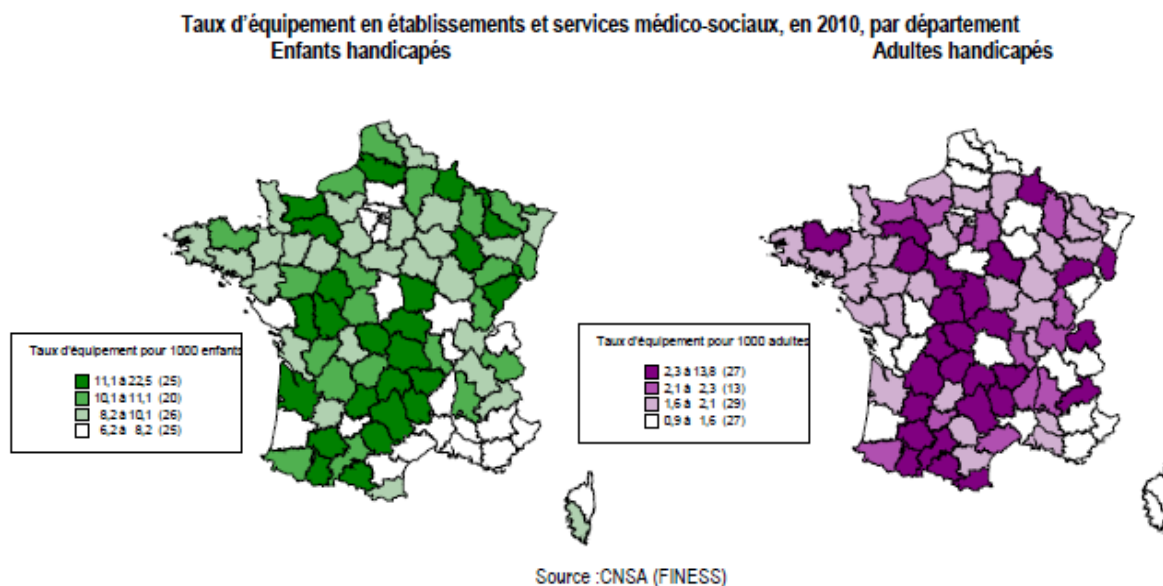 Taux d'équipement en établissements et services médico-sociaux, en 2010, par département
Enfants handicapés
Adultes handicapés
Taux d'équipement pour 1000 enfants
11,1 à 22,5 (25)
10,1 à 11,1 (20)
8,2 à 10,1 (26)
6,2 à 8,2 (25)
Taux d'équipement pour 1000 adultes
2,3 à 13,8 (27)
2,1 à 2,3 (13)
1,6 à 2,1 (29)
0,9 à 1,6 (27)
Source :CNSA (FINESS)